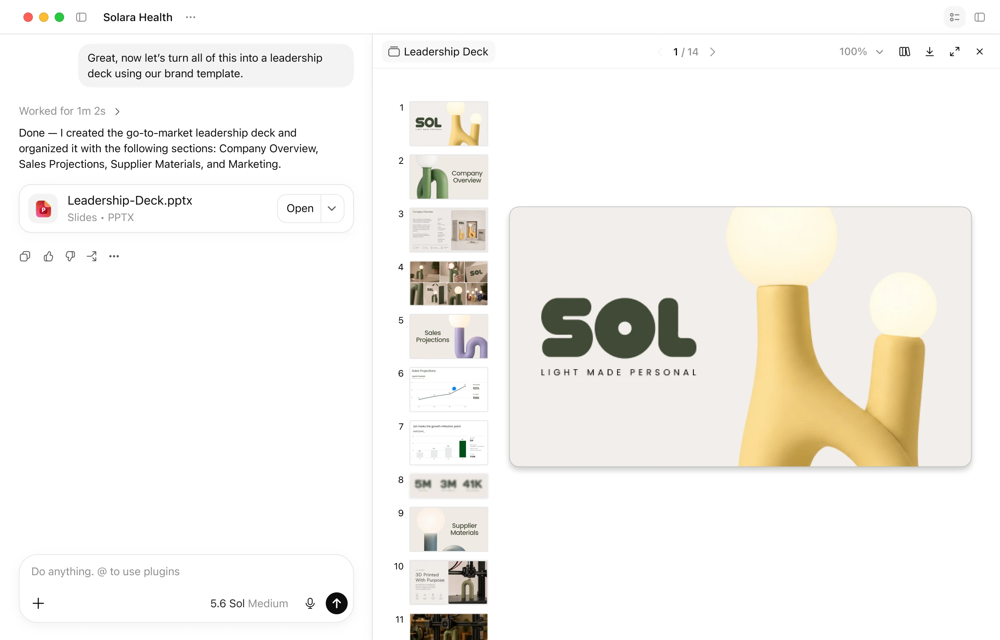 Solara Health
Great, now let’s turn all of this into a leadership
deck using our brand template.
Worked for 1m 2s
Done — I created the go-to-market leadership deck and
organized it with the following sections: Company Overview,
Sales Projections, Supplier Materials, and Marketing.
Leadership-Deck.pptx
Slides • PPTX
Open
P
Do anything. @ to use plugins
5.6 Sol Medium
Leadership Deck
1 / 14
100%
1
SOL
LIGHT MADE PERSONAL
2
Company
Overview
3
Company Overview
SOL
SOL
4
SOL
SOL
5
Sales
Projections
6
Sales Projections
Launch Forecast
52%
110K
7
Q4 marks the growth inflection point
Launch Forecast
Q4
110K
8
5M 3M 41K
9
Supplier
Materials
10
3D Printed
With Purpose
11
SOL
LIGHT MADE PERSONAL